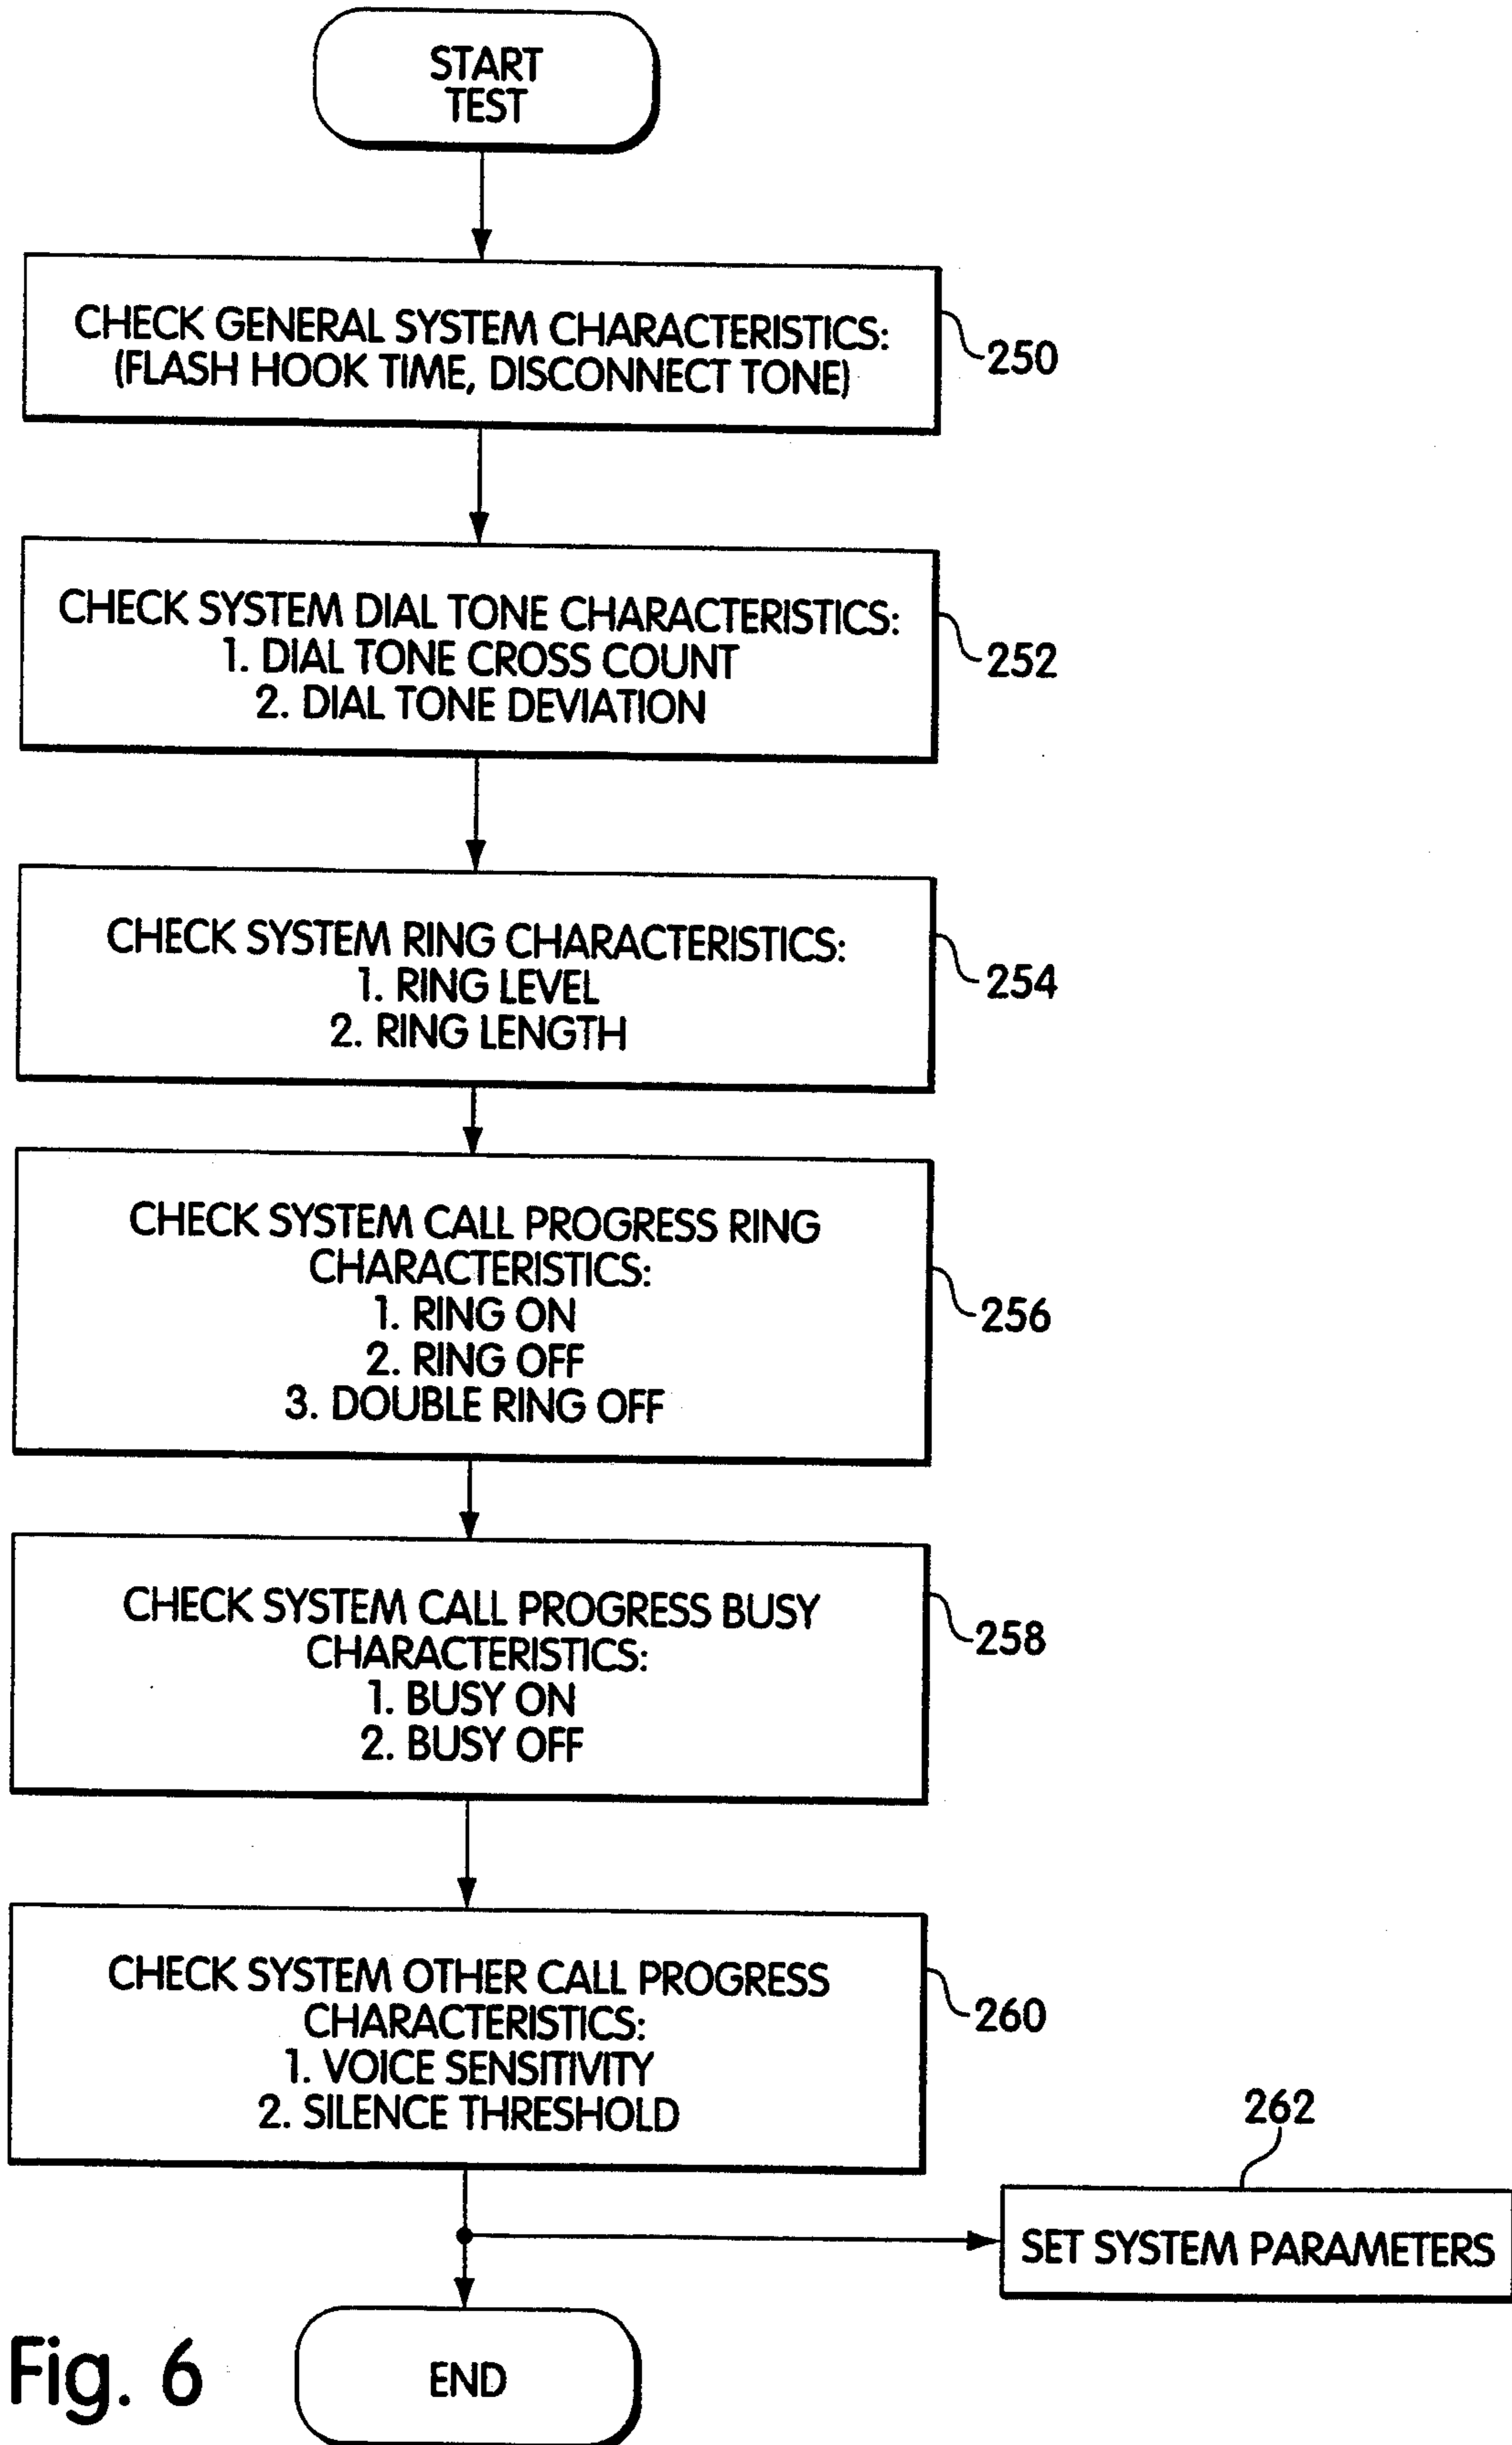 START
TEST
CHECK GENERAL SYSTEM CHARACTERISTICS:
(FLASH HOOK TIME, DISCONNECT TONE)
250
CHECK SYSTEM DIAL TONE CHARACTERISTICS:
1. DIAL TONE CROSS COUNT
2. DIAL TONE DEVIATION
252
CHECK SYSTEM RING CHARACTERISTICS:
1. RING LEVEL
2. RING LENGTH
254
CHECK SYSTEM CALL PROGRESS RING
CHARACTERISTICS:
1. RING ON
2. RING OFF
3. DOUBLE RING OFF
256
CHECK SYSTEM CALL PROGRESS BUSY
CHARACTERISTICS:
1. BUSY ON
2. BUSY OFF
258
CHECK SYSTEM OTHER CALL PROGRESS
CHARACTERISTICS:
1. VOICE SENSITIVITY
2. SILENCE THRESHOLD
260
262
SET SYSTEM PARAMETERS
END
Fig. 6